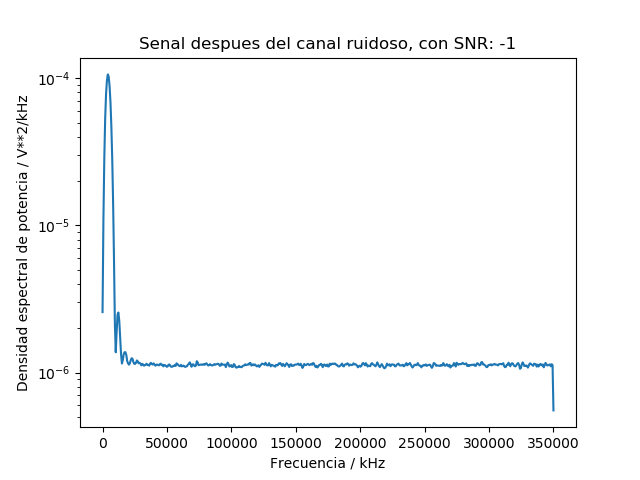 Senal despues del canal ruidoso, con SNR: -1
Densidad espectral de potencia / V**2/kHz
10⁻⁴
10⁻⁵
10⁻⁶
0 50000 100000 150000 200000 250000 300000 350000
Frecuencia / kHz